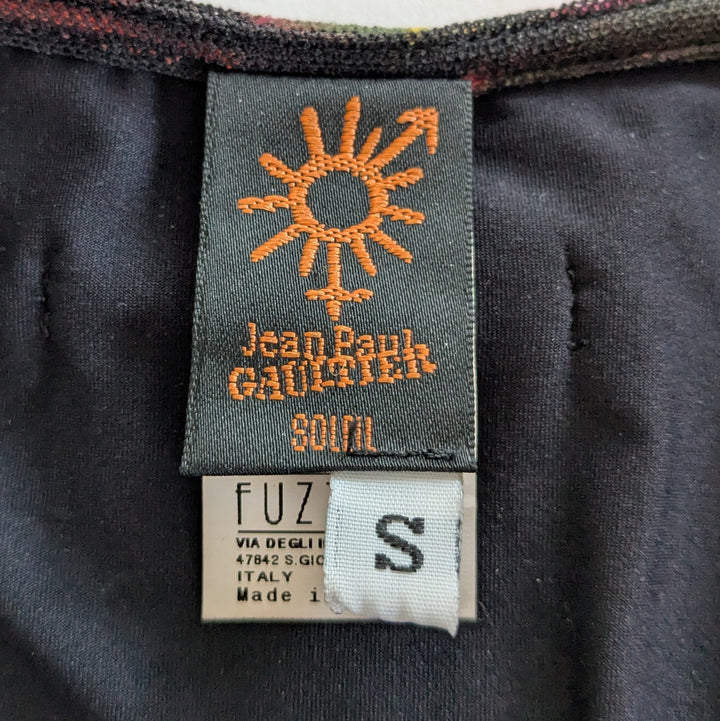 Jean Paul
GAULTIER
SOLEIL
FUZ
S
VIA DEGLI
47842 S.GIO
ITALY
Made i